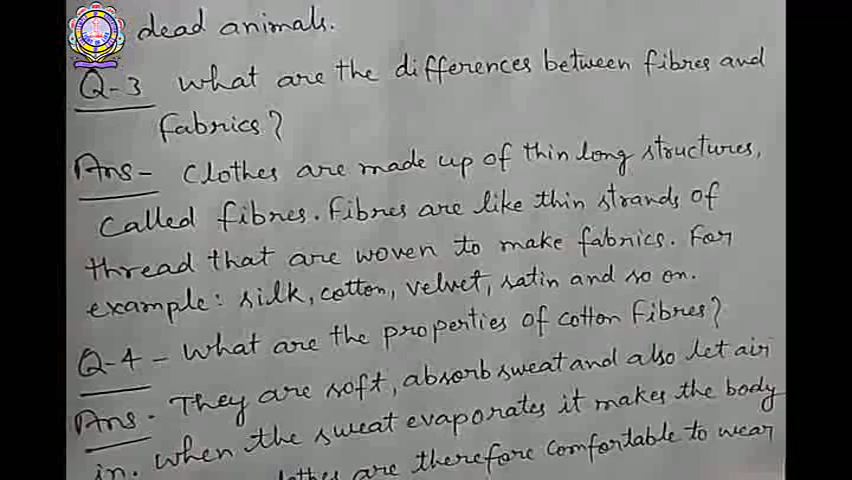 dead animals.
Q-3 What are the differences between fibres and
fabrics?
Ans- Clothes are made up of thin long structures,
called fibres. Fibres are like thin strands of
thread that are woven to make fabrics. For
example: silk, cotton, velvet, satin and so on.
Q-4 - What are the properties of cotton fibres?
Ans- They are soft, absorb sweat and also let air
in. When the sweat evaporates it makes the body
are therefore comfortable to wear